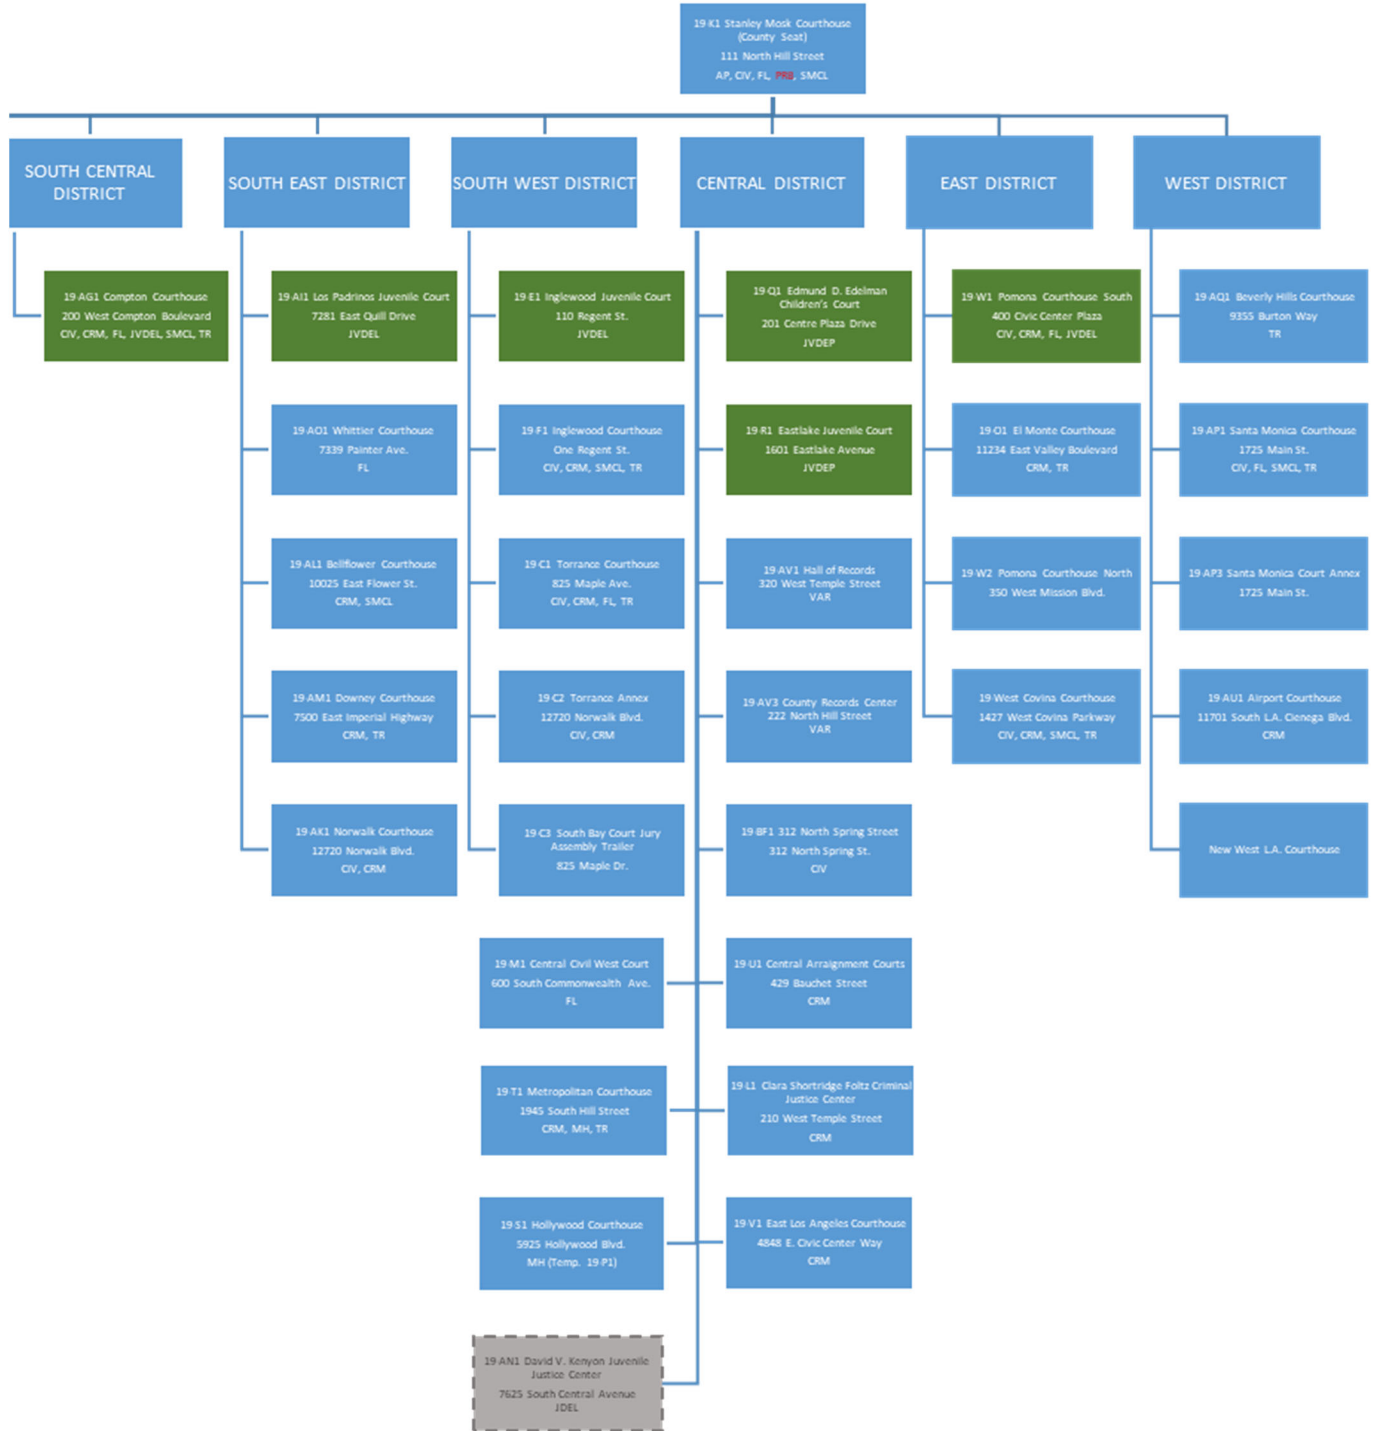 19-K1 Stanley Mosk Courthouse
(County Seat)
111 North Hill Street
AP, CIV, FL, PRB, SMCL
SOUTH CENTRAL
DISTRICT
19-AG1 Compton Courthouse
200 West Compton Boulevard
CIV, CRM, FL, JVDEL, SMCL, TR
SOUTH EAST DISTRICT
19-AI1 Los Padrinos Juvenile Court
7281 East Quill Drive
JVDEL
19-AO1 Whittier Courthouse
7339 Painter Ave.
FL
19-AL1 Bellflower Courthouse
10025 East Flower St.
CRM, SMCL
19-AM1 Downey Courthouse
7500 East Imperial Highway
CRM, TR
19-AK1 Norwalk Courthouse
12720 Norwalk Blvd.
CIV, CRM
SOUTH WEST DISTRICT
19-E1 Inglewood Juvenile Court
110 Regent St.
JVDEL
19-F1 Inglewood Courthouse
One Regent St.
CIV, CRM, SMCL, TR
19-C1 Torrance Courthouse
825 Maple Ave.
CIV, CRM, FL, TR
19-C2 Torrance Annex
12720 Norwalk Blvd.
CIV, CRM
19-C3 South Bay Court Jury
Assembly Trailer
825 Maple Dr.
CENTRAL DISTRICT
19-Q1 Edmund D. Edelman
Children's Court
201 Centre Plaza Drive
JVDEP
19-R1 Eastlake Juvenile Court
1601 Eastlake Avenue
JVDEP
19-AV1 Hall of Records
320 West Temple Street
VAR
19-AV3 County Records Center
222 North Hill Street
VAR
19-BF1 312 North Spring Street
312 North Spring St.
CIV
19-M1 Central Civil West Court
600 South Commonwealth Ave.
FL
19-U1 Central Arraignment Courts
429 Bauchet Street
CRM
19-T1 Metropolitan Courthouse
1945 South Hill Street
CRM, MH, TR
19-L1 Clara Shortridge Foltz Criminal
Justice Center
210 West Temple Street
CRM
19-S1 Hollywood Courthouse
5925 Hollywood Blvd.
MH (Temp. 19-P1)
19-V1 East Los Angeles Courthouse
4848 E. Civic Center Way
CRM
19-AN1 David V. Kenyon Juvenile
Justice Center
7625 South Central Avenue
JDEL
EAST DISTRICT
19-W1 Pomona Courthouse South
400 Civic Center Plaza
CIV, CRM, FL, JVDEL
19-O1 El Monte Courthouse
11234 East Valley Boulevard
CRM, TR
19-W2 Pomona Courthouse North
350 West Mission Blvd.
19-West Covina Courthouse
1427 West Covina Parkway
CIV, CRM, SMCL, TR
WEST DISTRICT
19-AQ1 Beverly Hills Courthouse
9355 Burton Way
TR
19-AP1 Santa Monica Courthouse
1725 Main St.
CIV, FL, SMCL, TR
19-AP3 Santa Monica Court Annex
1725 Main St.
19-AU1 Airport Courthouse
11701 South L.A. Cienega Blvd.
CRM
New West L.A. Courthouse